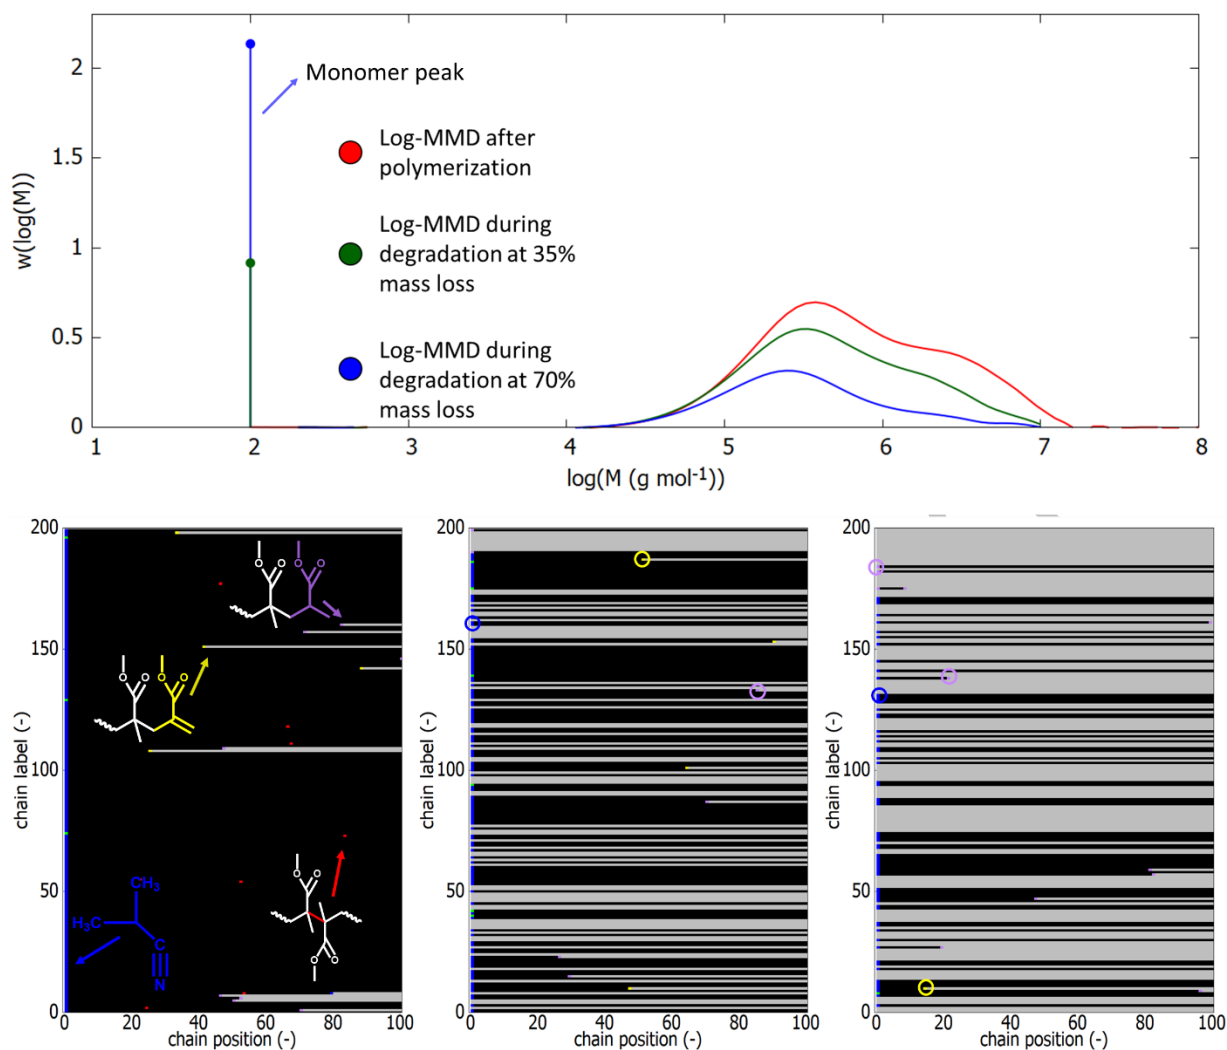 w(log(M))
2
1.5
1
0.5
0
Monomer peak
Log-MMD after
polymerization
Log-MMD during
degradation at 35%
mass loss
Log-MMD during
degradation at 70%
mass loss
1 2 3 4 5 6 7 8
log(M (g mol-1))
chain label (-)
200
150
100
50
0
O O O O
O O O O
CH3
H3C
C
N
O O
O O
0 20 40 60 80 100
chain position (-)
chain label (-)
200
150
100
50
0
0 20 40 60 80 100
chain position (-)
chain label (-)
200
150
100
50
0
0 20 40 60 80 100
chain position (-)